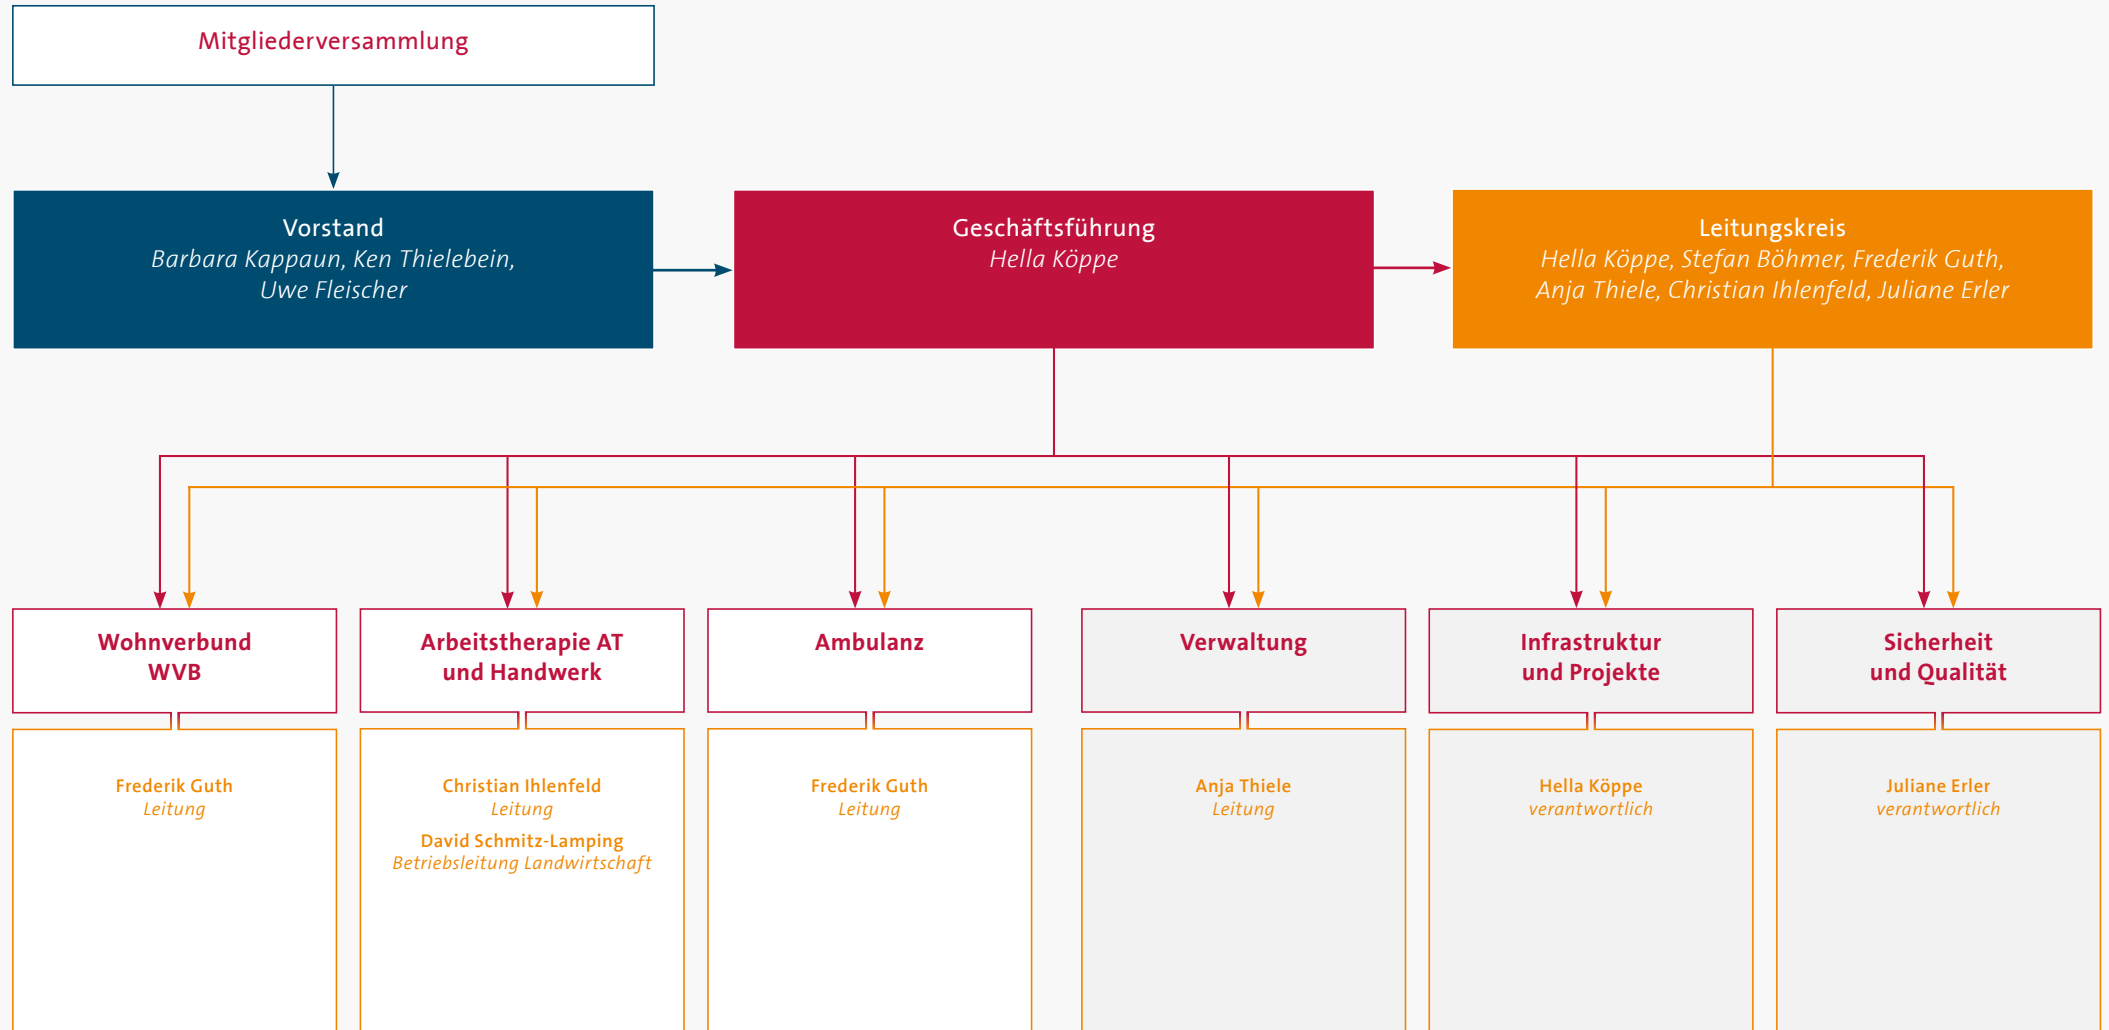 Mitgliederversammlung
Vorstand
Barbara Kappaun, Ken Thielebein,
Uwe Fleischer
Geschäftsführung
Hella Köppe
Leitungskreis
Hella Köppe, Stefan Böhmer, Frederik Guth,
Anja Thiele, Christian Ihlenfeld, Juliane Erler
Wohnverbund
WVB
Arbeitstherapie AT
und Handwerk
Ambulanz
Verwaltung
Infrastruktur
und Projekte
Sicherheit
und Qualität
Frederik Guth
Leitung
Christian Ihlenfeld
Leitung
David Schmitz-Lamping
Betriebsleitung Landwirtschaft
Frederik Guth
Leitung
Anja Thiele
Leitung
Hella Köppe
verantwortlich
Juliane Erler
verantwortlich